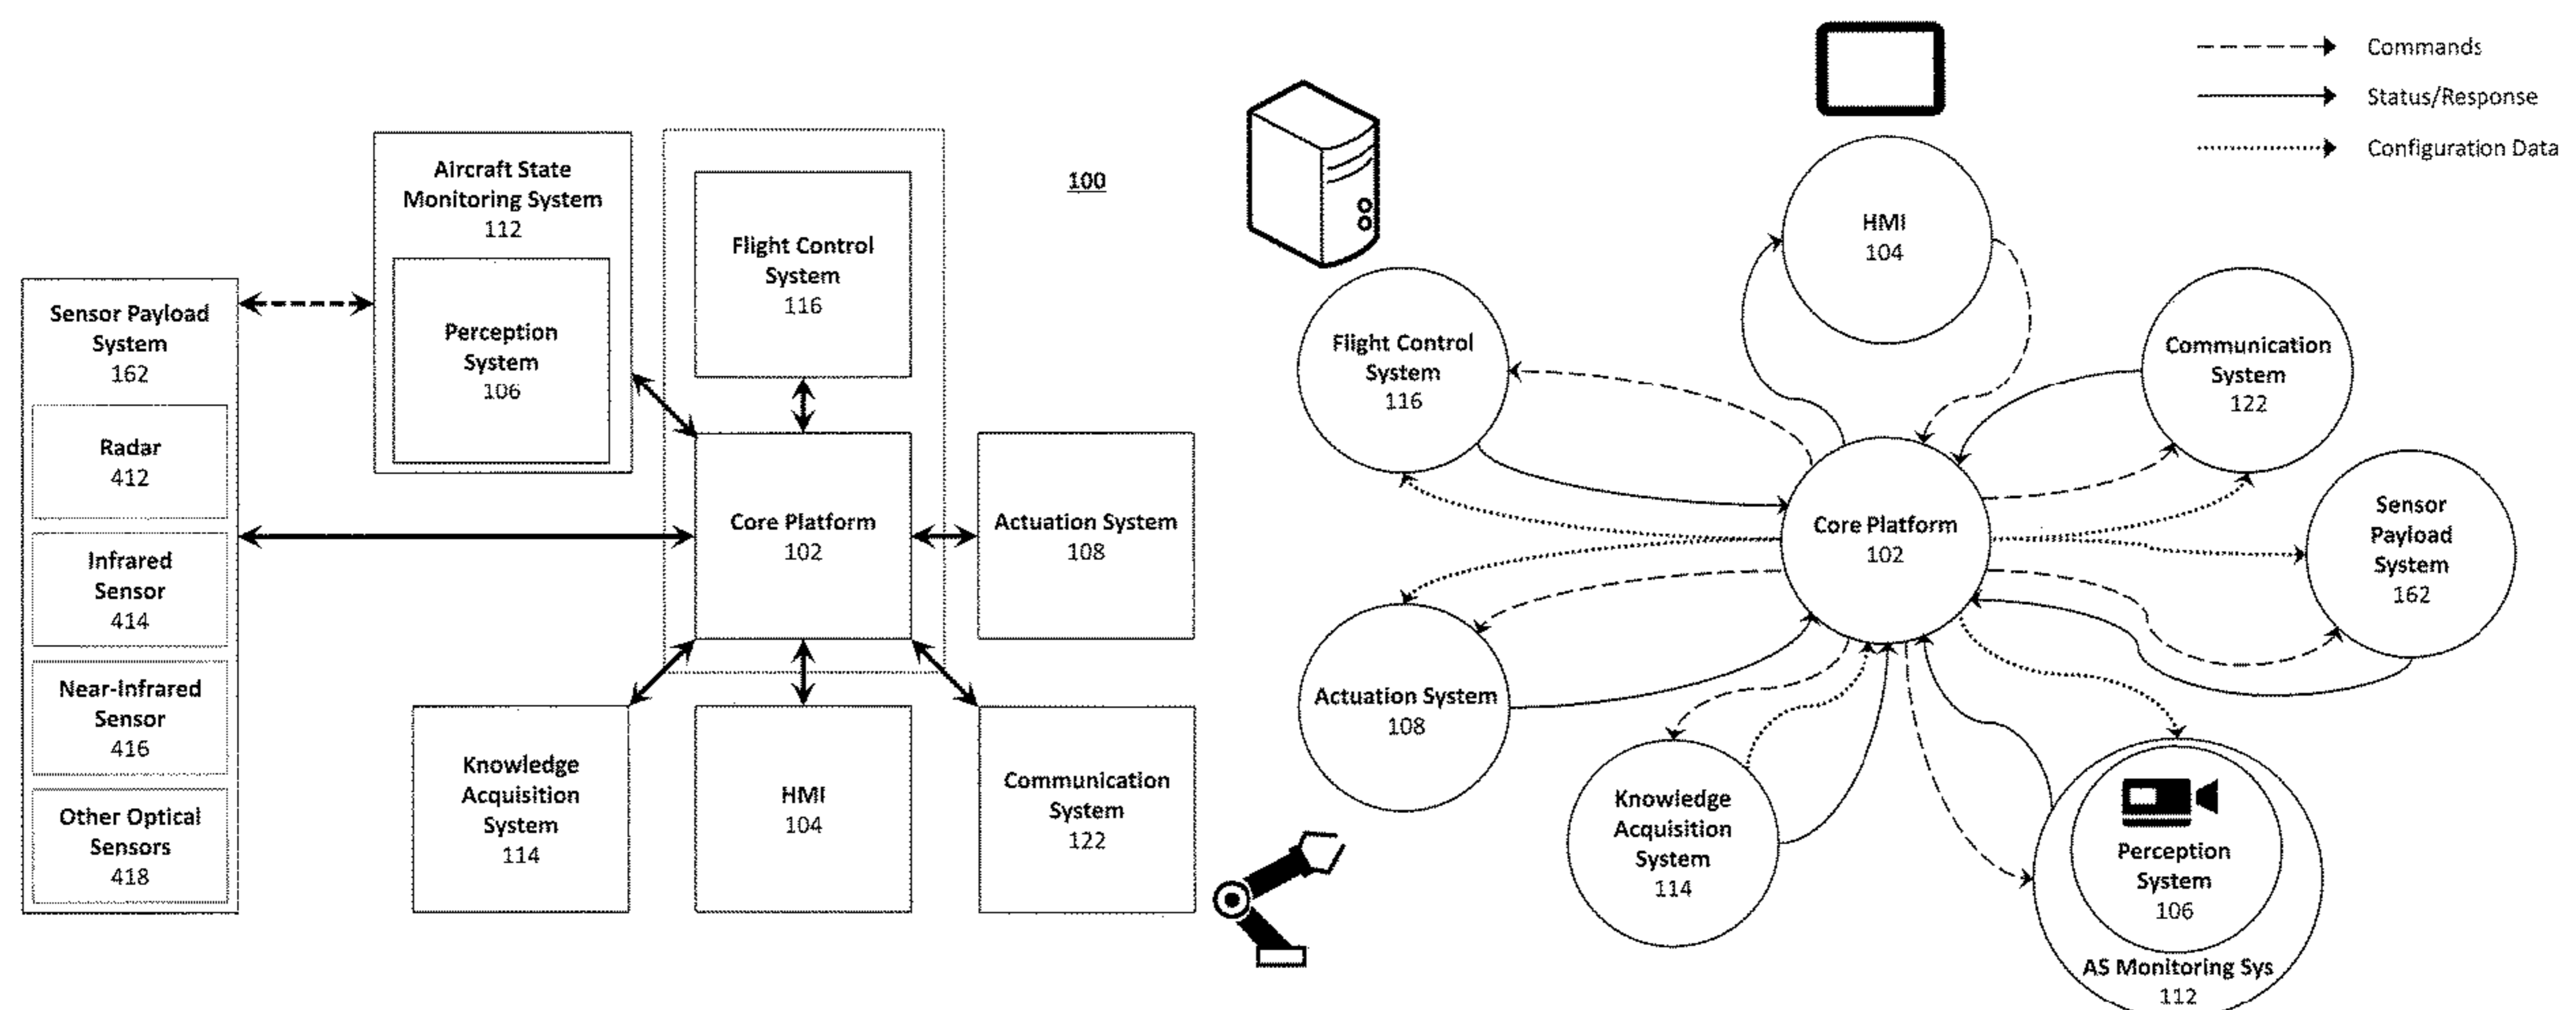 Aircraft State
Monitoring System
112
Perception
System
106
Sensor Payload
System
162
Radar
412
Infrared
Sensor
414
Near-Infrared
Sensor
416
Other Optical
Sensors
418
Flight Control
System
116
Core Platform
102
Actuation System
108
Knowledge
Acquisition
System
114
HMI
104
Communication
System
122
100
Commands
Status/Response
Configuration Data
HMI
104
Flight Control
System
116
Communication
System
122
Core Platform
102
Sensor
Payload
System
162
Actuation System
108
Knowledge
Acquisition
System
114
Perception
System
106
AS Monitoring Sys
112